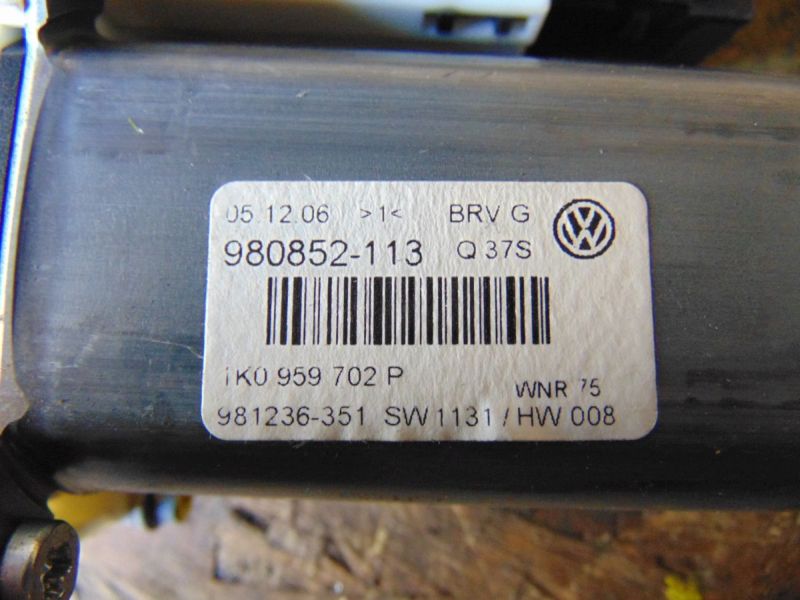 05.12.06 >1< BRV G
980852-113 Q 37S
1K0 959 702 P
WNR 75
981236-351 SW 1131 / HW 008